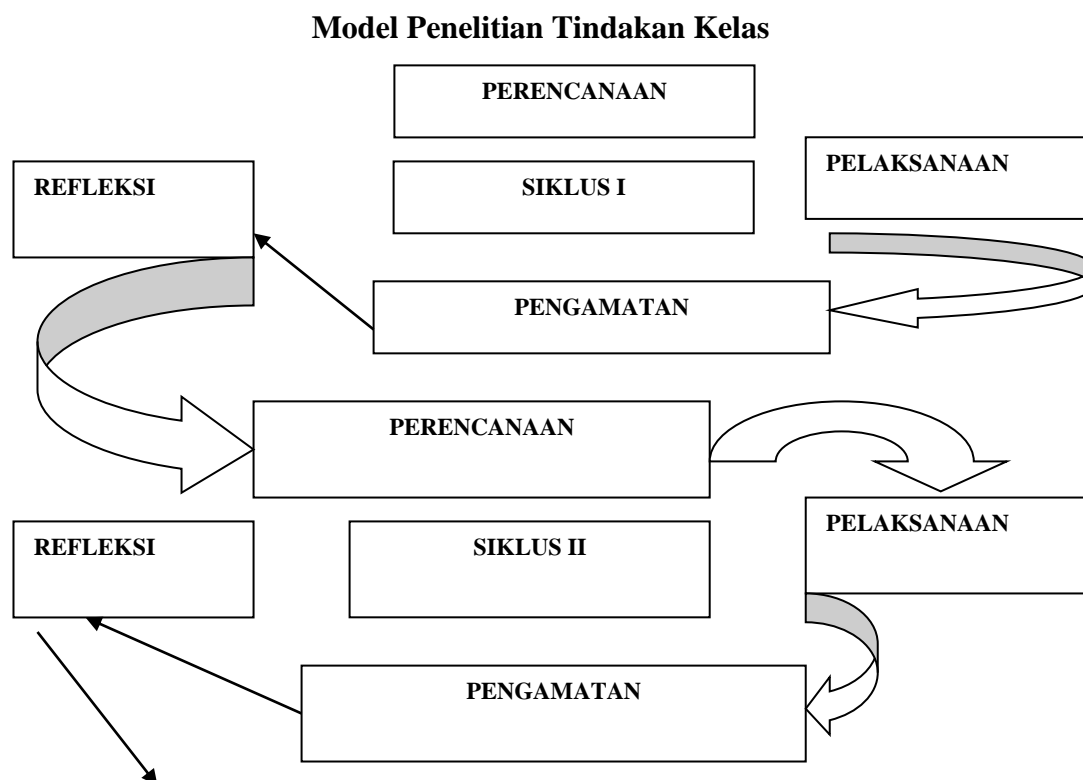 Model Penelitian Tindakan Kelas
PERENCANAAN
PELAKSANAAN
REFLEKSI
SIKLUS I
PENGAMATAN
PERENCANAAN
PELAKSANAAN
REFLEKSI
SIKLUS II
PENGAMATAN